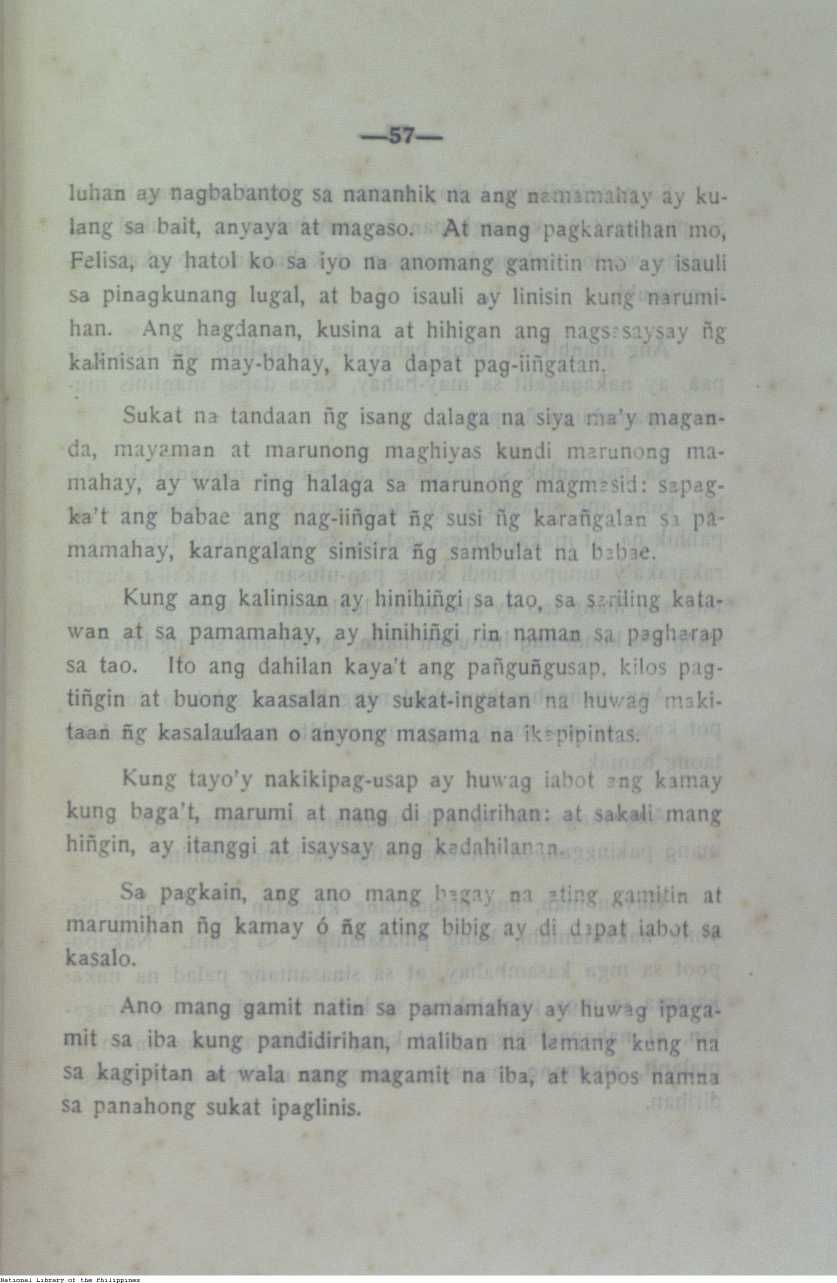 —57—
luhan ay nagbabantog sa nananhik na ang namamahay ay ku-
lang sa bait, anyaya at magaso. At nang pagkaratihan mo,
Felisa, ay hatol ko sa iyo na anomang gamitin mo ay isauli
sa pinagkunang lugal, at bago isauli ay linisin kung narumi-
han. Ang hagdanan, kusina at hihigan ang nagsasaysay ñg
kalinisan ñg may-bahay, kaya dapat pag-iiñgatan.
Sukat na tandaan ñg isang dalaga na siya ma'y magan-
da, mayaman at marunong maghiyas kundi marunong ma-
mahay, ay wala ring halaga sa marunong magmasid: sapag-
ka't ang babae ang nag-iiñgat ñg susi ñg karañgalan sa pa-
mamahay, karangalang sinisira ñg sambulat na babae.
Kung ang kalinisan ay hinihiñgi sa tao, sa sariling kata-
wan at sa pamamahay, ay hinihiñgi rin naman sa pagharap
sa tao. Ito ang dahilan kaya't ang pañguñgusap, kilos pag-
tiñgin at buong kaasalan ay sukat-ingatan na huwag maki-
taan ñg kasalaulaan o anyong masama na ikapipintas.
Kung tayo'y nakikipag-usap ay huwag iabot ang kamay
kung baga't, marumi at nang di pandirihan: at sakali mang
hiñgin, ay itanggi at isaysay ang kadahilanan.
Sa pagkain, ang ano mang bagay na ating gamitin at
marumihan ñg kamay ó ñg ating bibig ay di dapat iabot sa
kasalo.
Ano mang gamit natin sa pamamahay ay huwag ipaga-
mit sa iba kung pandidirihan, maliban na lamang kung na
sa kagipitan at wala nang magamit na iba, at kapos namna
sa panahong sukat ipaglinis.
National Library of the Philippines